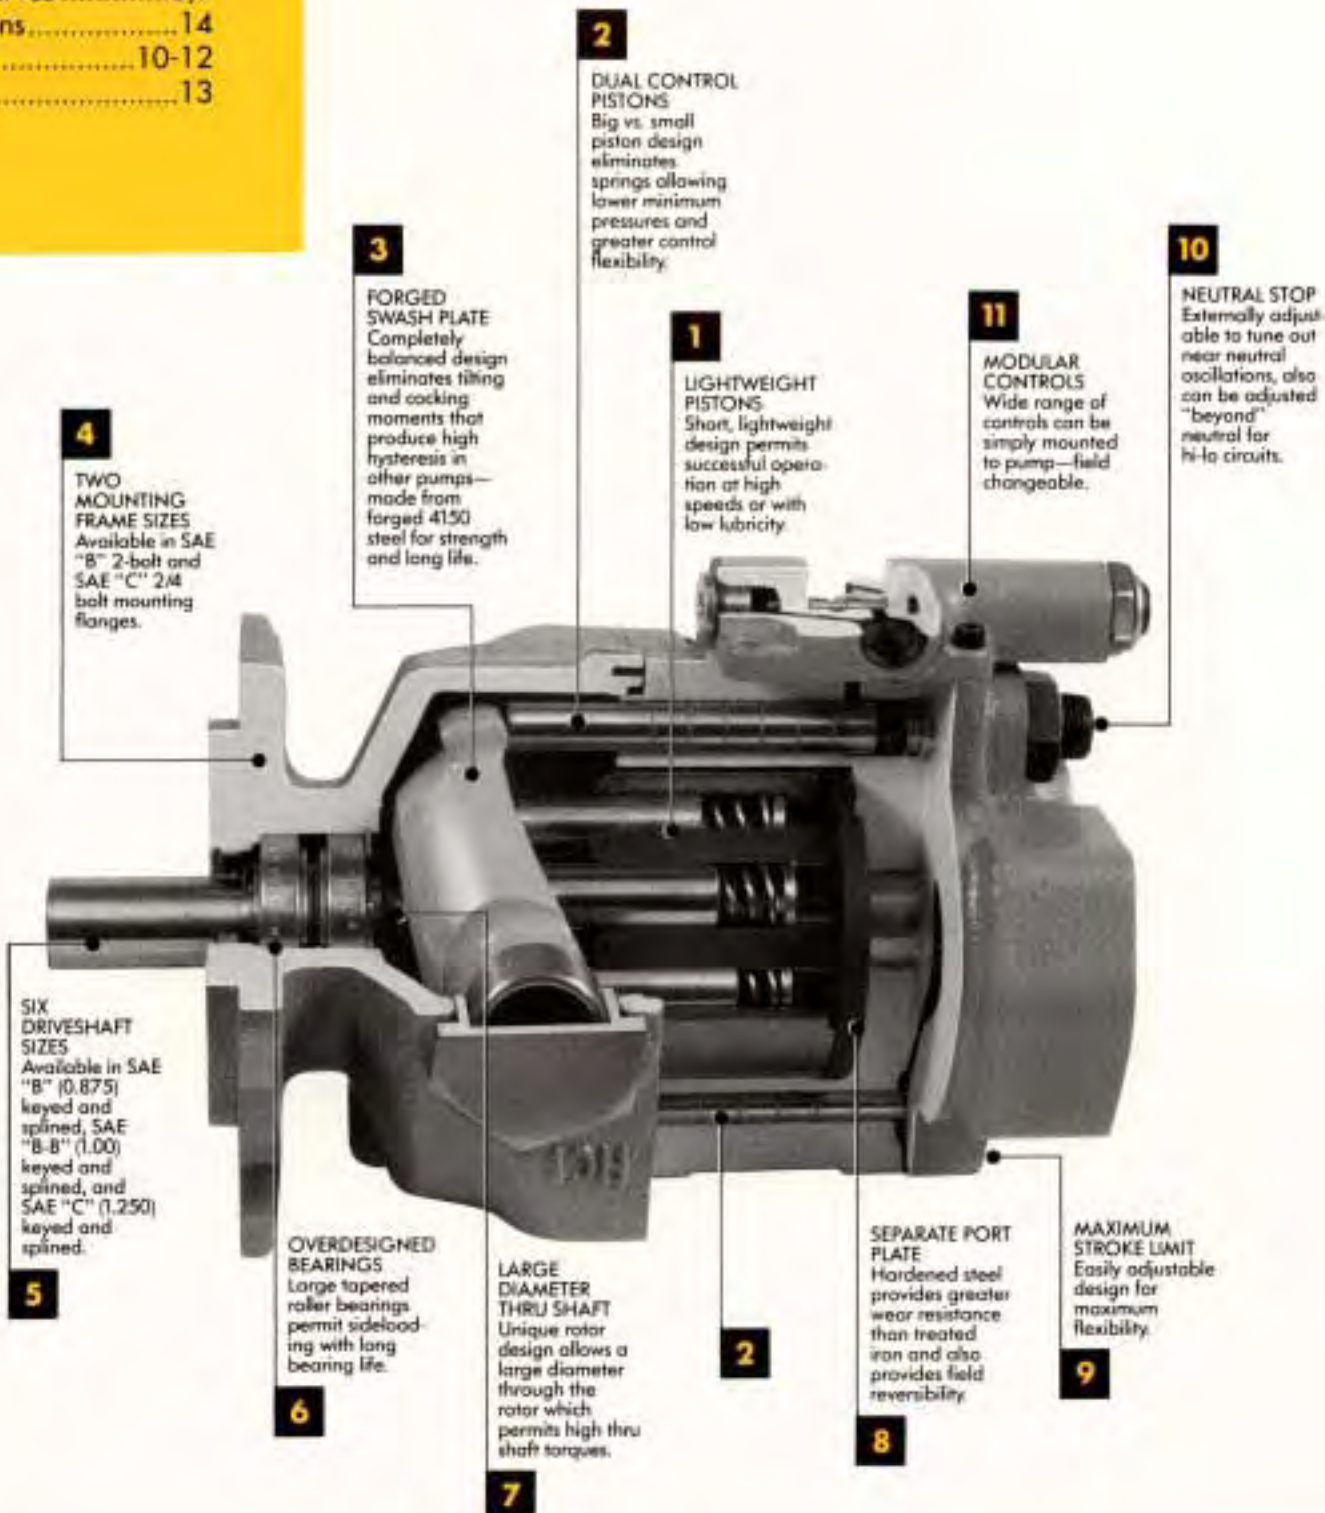 ns..................14
....................10-12
.........................13
2
DUAL CONTROL
PISTONS
Big vs. small
piston design
eliminates
springs allowing
lower minimum
pressures and
greater control
flexibility.
3
FORGED
SWASH PLATE
Completely
balanced design
eliminates tilting
and cocking
moments that
produce high
hysteresis in
other pumps—
made from
forged 4150
steel for strength
and long life.
1
LIGHTWEIGHT
PISTONS
Short, lightweight
design permits
successful opera-
tion at high
speeds or with
low lubricity.
11
MODULAR
CONTROLS
Wide range of
controls can be
simply mounted
to pump—field
changeable.
10
NEUTRAL STOP
Externally adjust-
able to tune out
near neutral
oscillations, also
can be adjusted
"beyond"
neutral for
hi-lo circuits.
4
TWO
MOUNTING
FRAME SIZES
Available in SAE
"B" 2-bolt and
SAE "C" 2/4
bolt mounting
flanges.
SIX
DRIVESHAFT
SIZES
Available in SAE
"B" (0.875)
keyed and
splined, SAE
"B-B" (1.00)
keyed and
splined, and
SAE "C" (1.250)
keyed and
splined.
5
OVERDESIGNED
BEARINGS
Large tapered
roller bearings
permit sideload-
ing with long
bearing life.
6
LARGE
DIAMETER
THRU SHAFT
Unique rotor
design allows a
large diameter
through the
rotor which
permits high thru
shaft torques.
7
2
SEPARATE PORT
PLATE
Hardened steel
provides greater
wear resistance
than treated
iron and also
provides field
reversibility.
8
MAXIMUM
STROKE LIMIT
Easily adjustable
design for
maximum
flexibility.
9